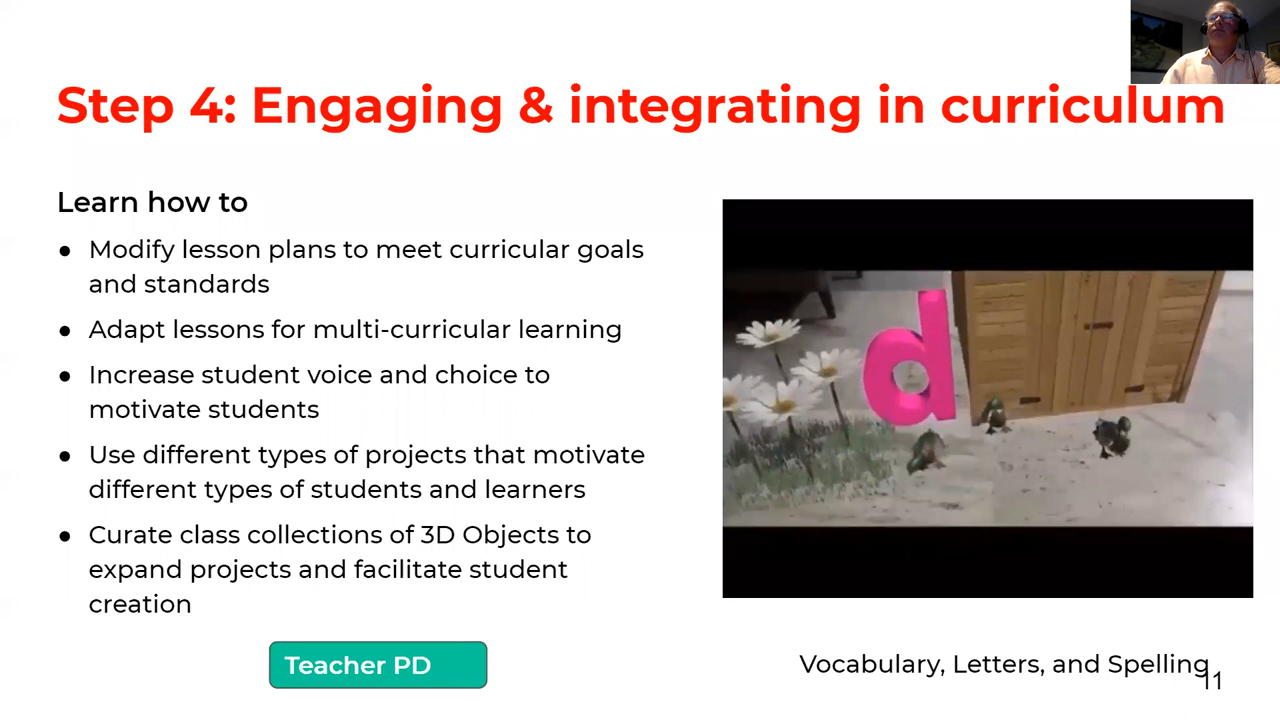 Step 4: Engaging & integrating in curriculum
Learn how to
● Modify lesson plans to meet curricular goals
and standards
● Adapt lessons for multi-curricular learning
● Increase student voice and choice to
motivate students
● Use different types of projects that motivate
different types of students and learners
● Curate class collections of 3D Objects to
expand projects and facilitate student
creation
d
Teacher PD
Vocabulary, Letters, and Spelling
11